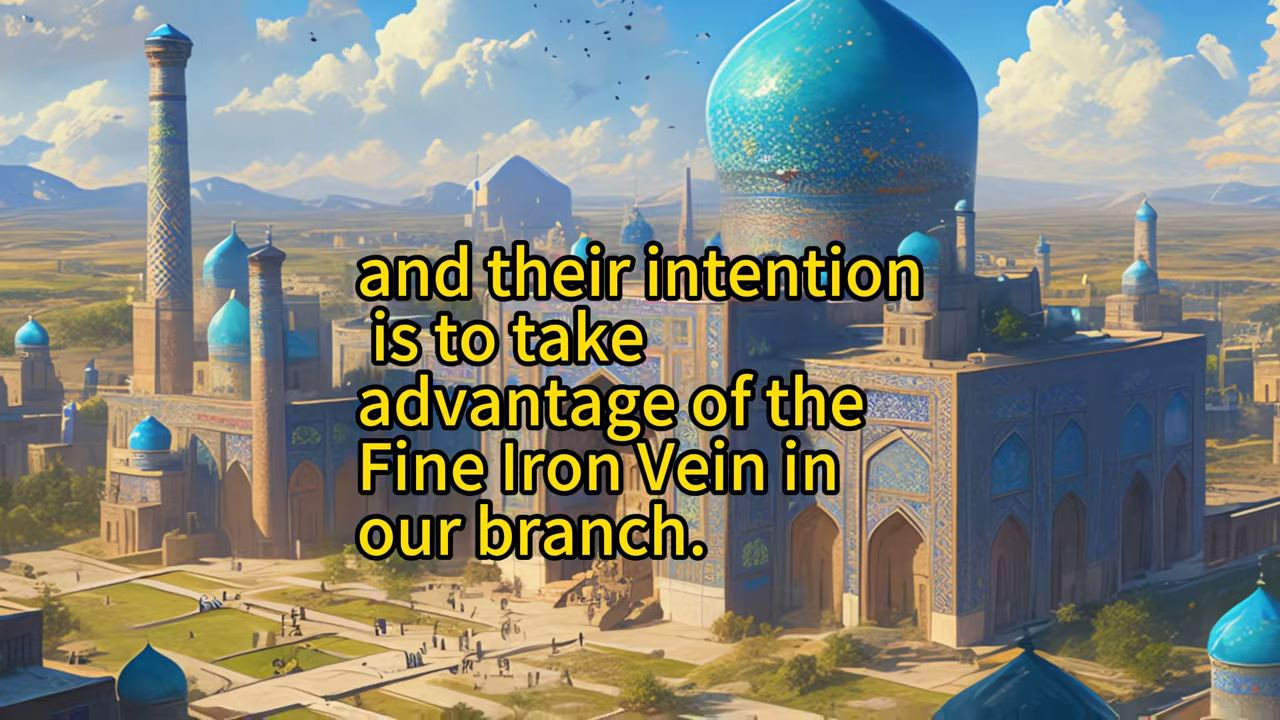 and their intention
is to take
advantage of the
Fine Iron Vein in
our branch.